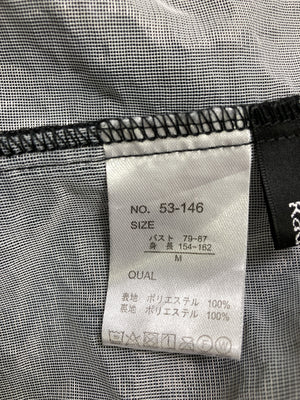 NO. 53-146
SIZE
バスト 79-87
身 長 154-162
M
QUAL
表地 ポリエステル 100%
裏地 ポリエステル 100%